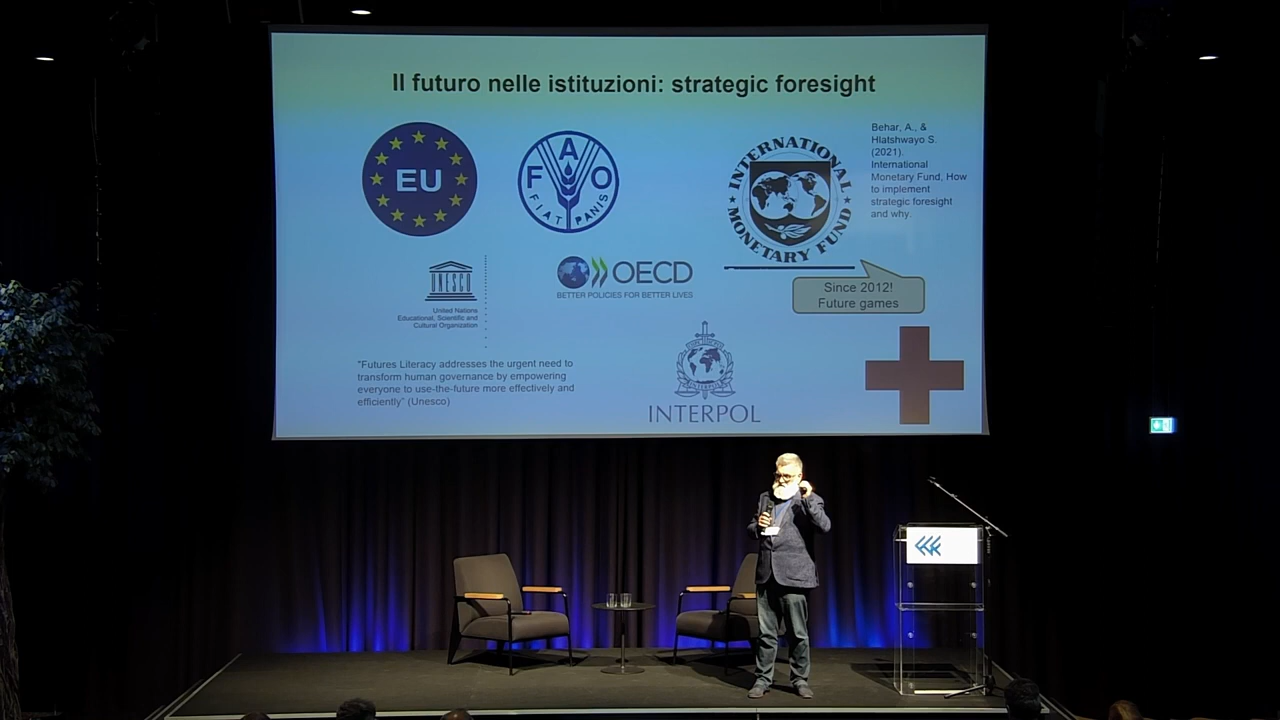 Il futuro nelle istituzioni: strategic foresight
EU
FAO
FIAT PANIS
INTERNATIONAL
MONETARY FUND
Behar, A., &
Hlatshwayo S.
(2021).
International
Monetary Fund, How
to implement
strategic foresight
and why.
UNESCO
United Nations
Educational, Scientific and
Cultural Organization
OECD
BETTER POLICIES FOR BETTER LIVES
Since 2012!
Future games
"Futures Literacy addresses the urgent need to
transform human governance by empowering
everyone to use-the-future more effectively and
efficiently" (Unesco)
INTERPOL